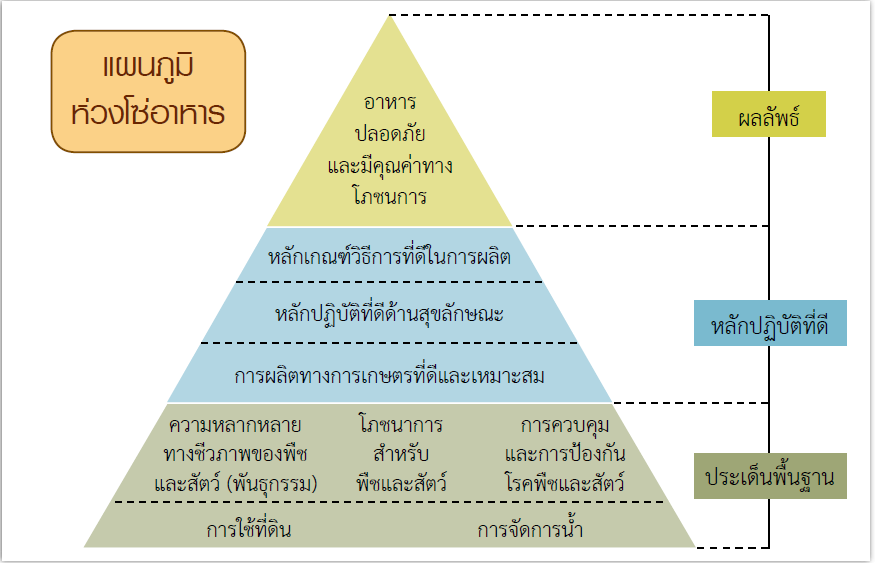 แผนภูมิ
ห่วงโซ่อาหาร
อาหาร
ปลอดภัย
และมีคุณค่าทาง
โภชนการ
ผลลัพธ์
หลักเกณฑ์วิธีการที่ดีในการผลิต
หลักปฏิบัติที่ดีด้านสุขลักษณะ
การผลิตทางการเกษตรที่ดีและเหมาะสม
หลักปฏิบัติที่ดี
ความหลากหลาย
ทางชีวภาพของพืช
และสัตว์ (พันธุกรรม)
โภชนาการ
สำหรับ
พืชและสัตว์
การควบคุม
และการป้องกัน
โรคพืชและสัตว์
ประเด็นพื้นฐาน
การใช้ที่ดิน
การจัดการน้ำ